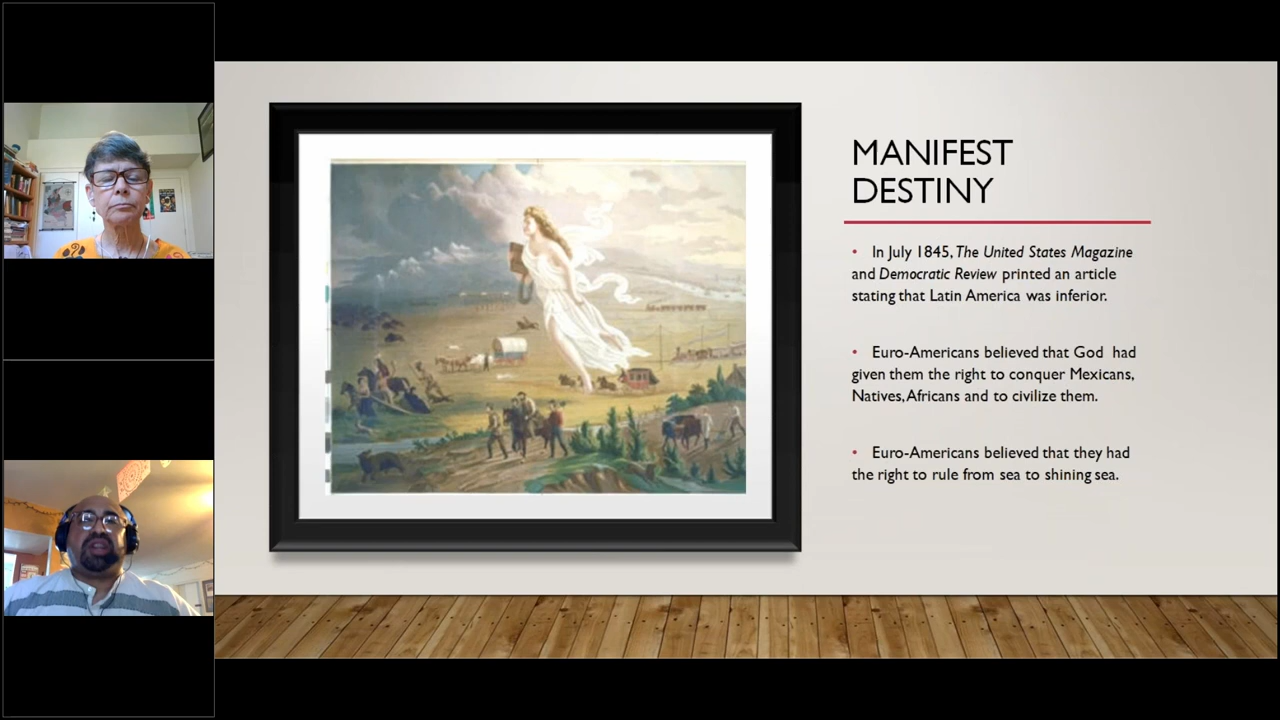 MANIFEST
DESTINY
• In July 1845, The United States Magazine
and Democratic Review printed an article
stating that Latin America was inferior.
• Euro-Americans believed that God had
given them the right to conquer Mexicans,
Natives, Africans and to civilize them.
• Euro-Americans believed that they had
the right to rule from sea to shining sea.